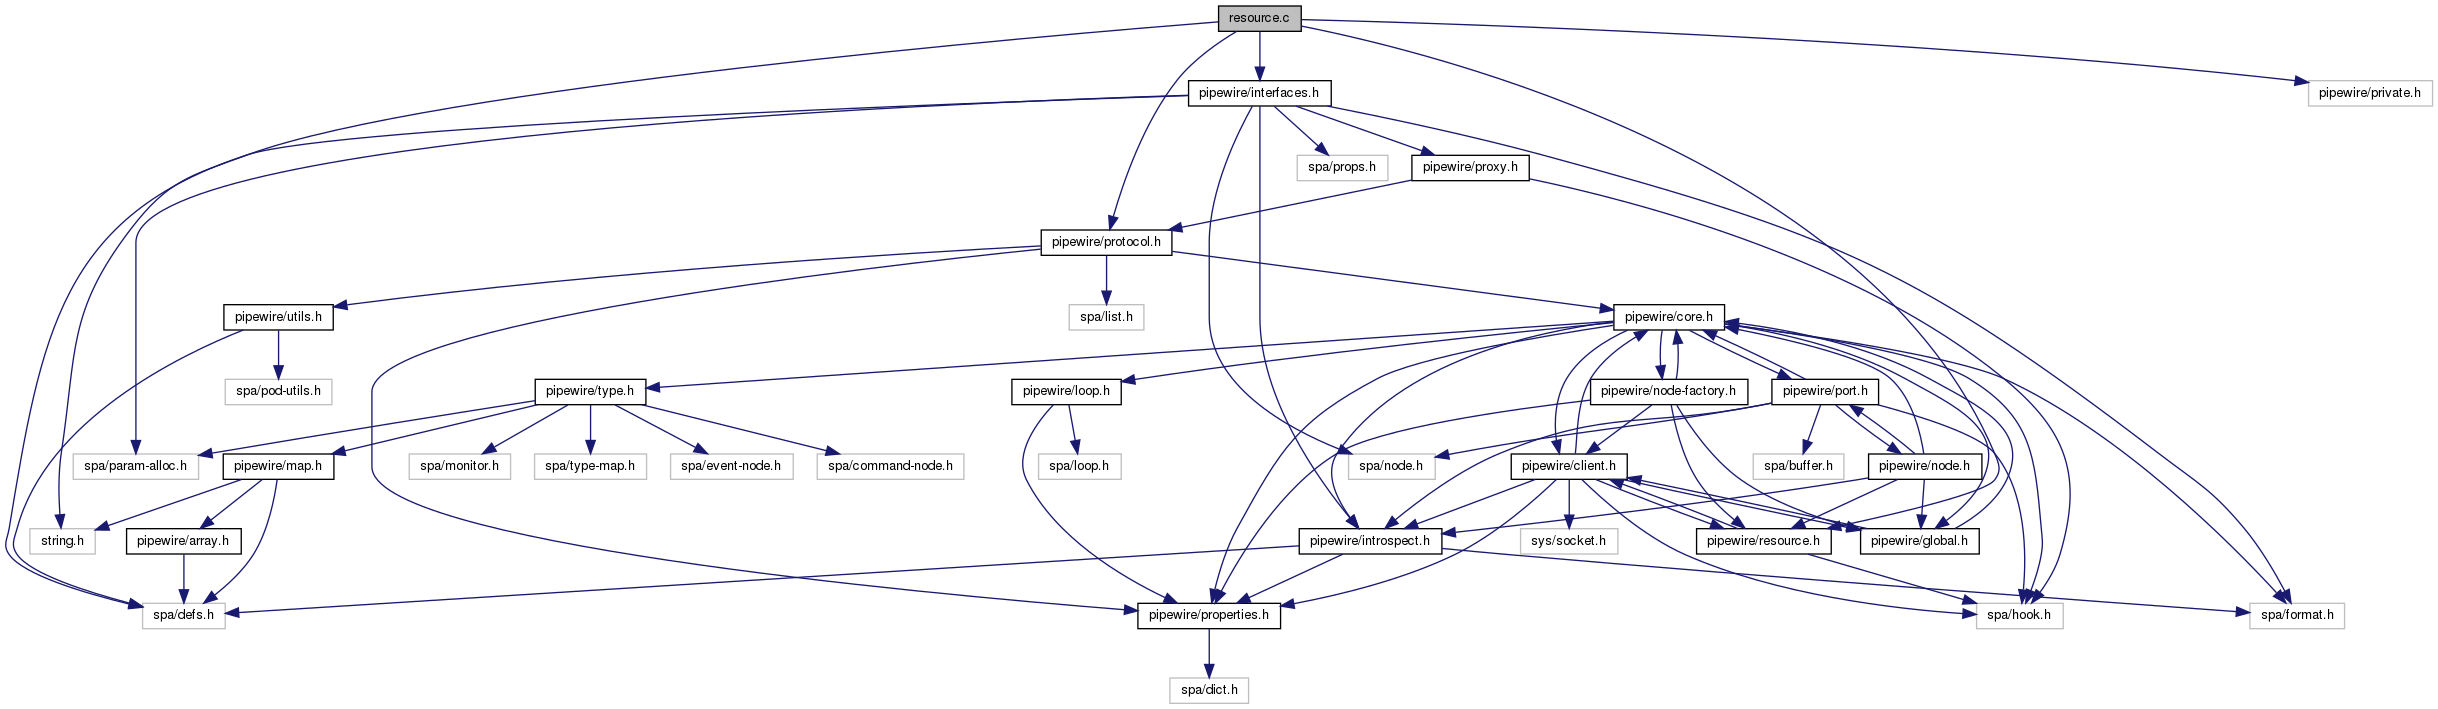 resource.c
pipewire/interfaces.h
pipewire/private.h
spa/props.h
pipewire/proxy.h
pipewire/protocol.h
pipewire/utils.h
spa/list.h
pipewire/core.h
spa/pod-utils.h
pipewire/type.h
pipewire/loop.h
pipewire/node-factory.h
pipewire/port.h
spa/param-alloc.h
pipewire/map.h
spa/monitor.h
spa/type-map.h
spa/event-node.h
spa/command-node.h
spa/loop.h
spa/node.h
pipewire/client.h
spa/buffer.h
pipewire/node.h
string.h
pipewire/array.h
pipewire/introspect.h
sys/socket.h
pipewire/resource.h
pipewire/global.h
spa/defs.h
pipewire/properties.h
spa/hook.h
spa/format.h
spa/dict.h